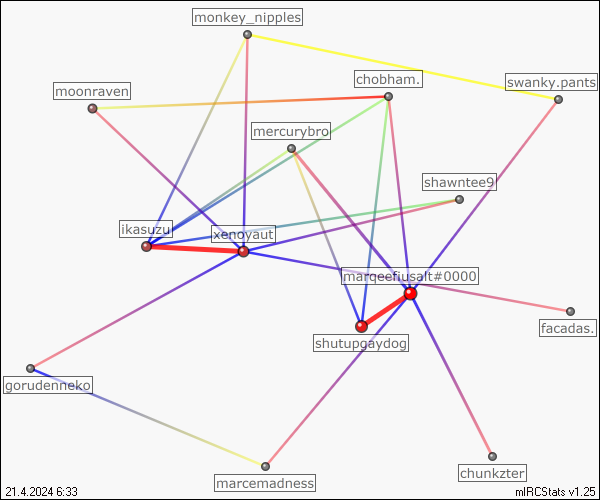 monkey_nipples
chobham.
swanky.pants
moonraven
mercurybro
shawntee9
ikasuzu
xenoyaut
marqeefiusalt#0000
facadas.
shutupgaydog
gorudenneko
chunkzter
marcemadness
21.4.2024 6:33
mIRCStats v1.25